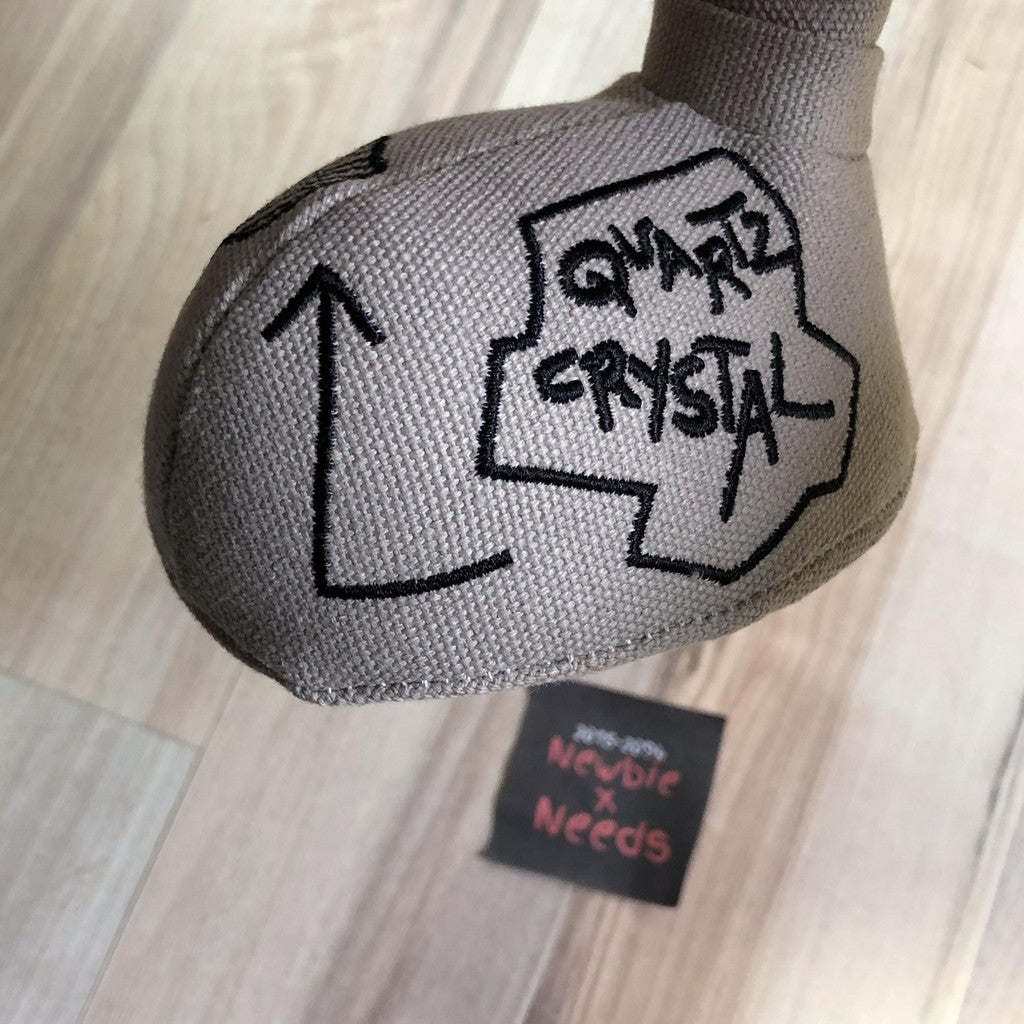 QUARTZ
CRYSTAL
Newbie
x
Needs